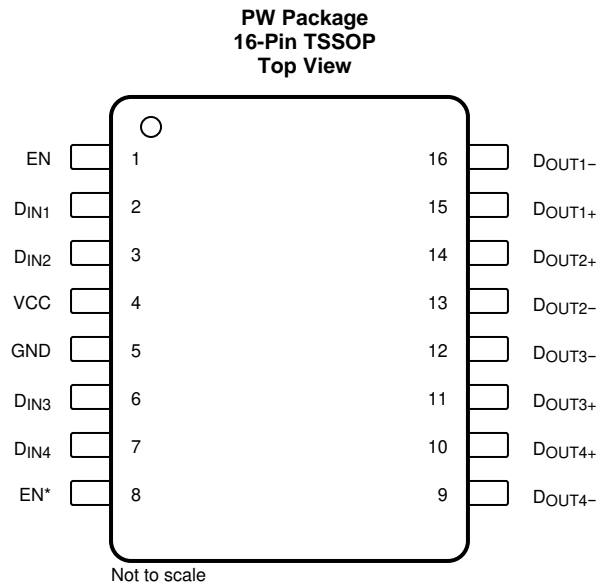 PW Package
16-Pin TSSOP
Top View
EN 1 16 DOUT1−
DIN1 2 15 DOUT1+
DIN2 3 14 DOUT2+
VCC 4 13 DOUT2−
GND 5 12 DOUT3−
DIN3 6 11 DOUT3+
DIN4 7 10 DOUT4+
EN* 8 9 DOUT4−
Not to scale